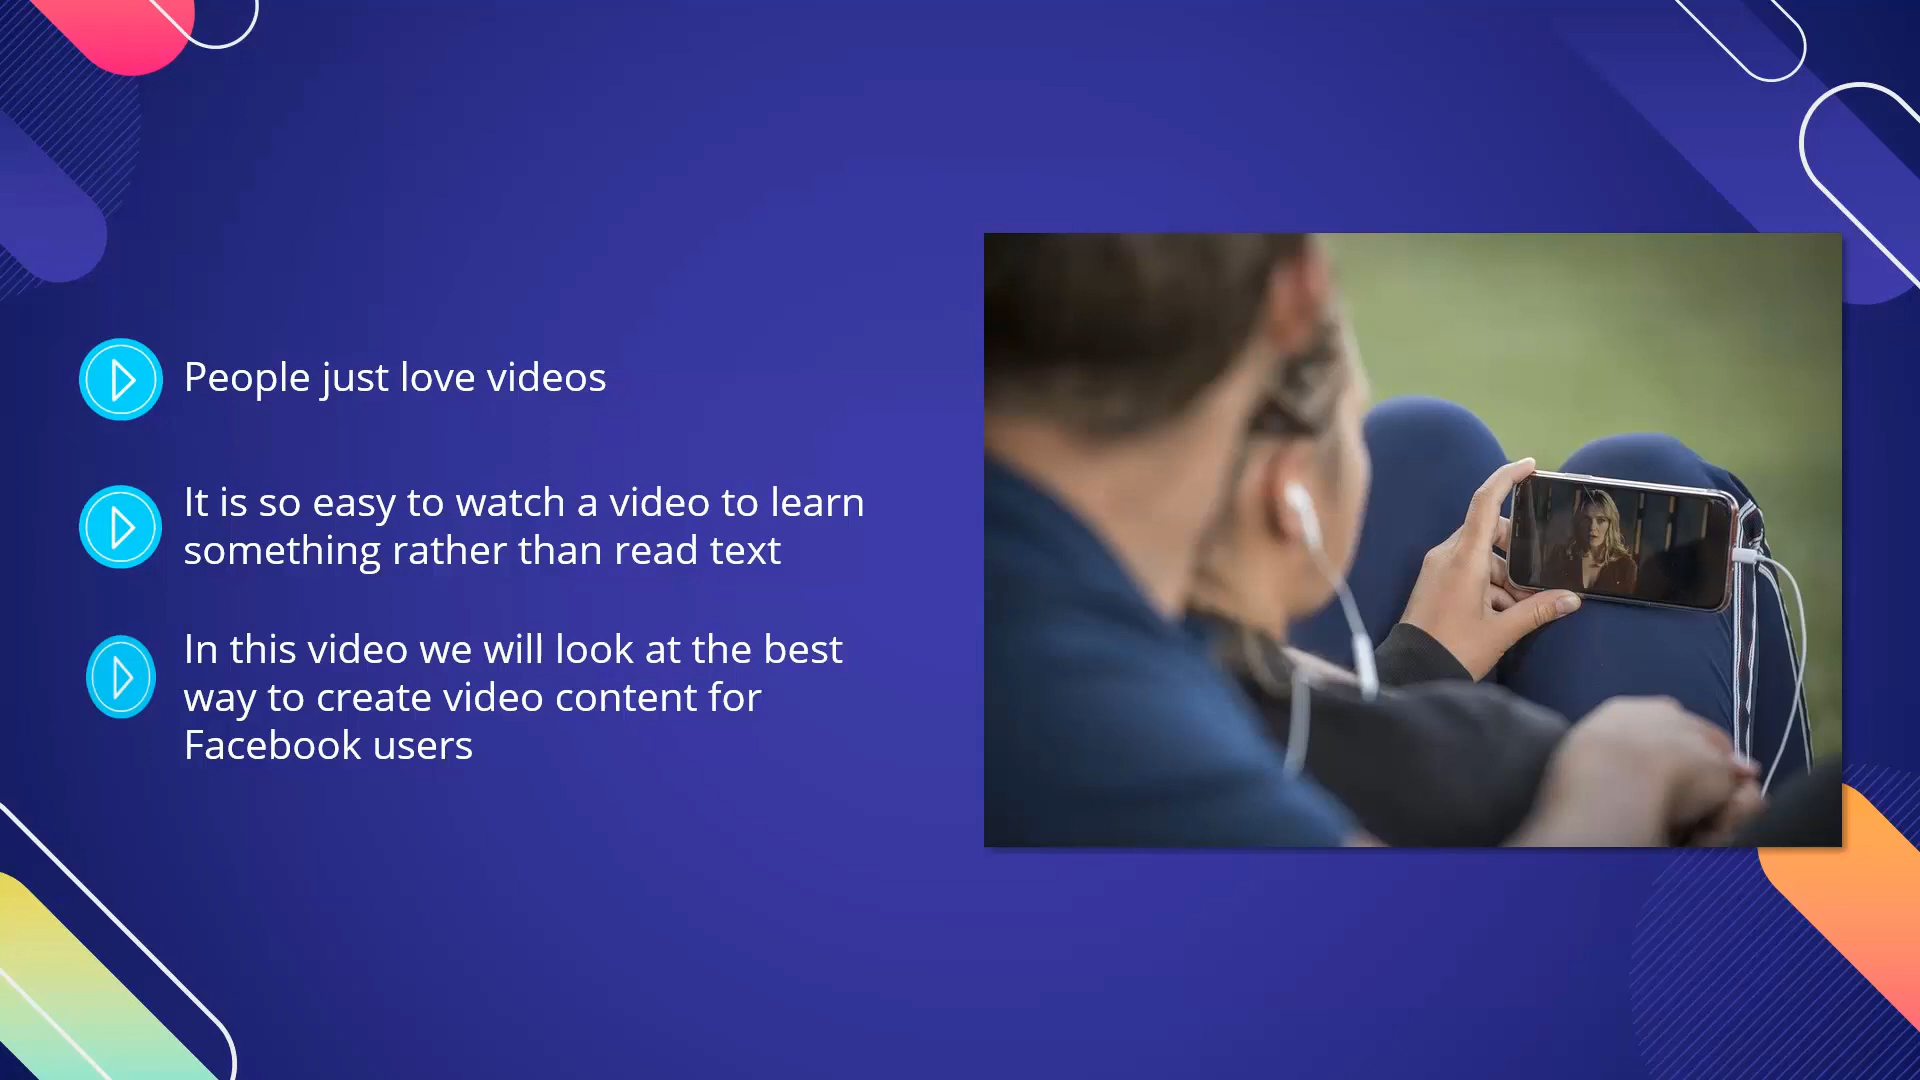 People just love videos
It is so easy to watch a video to learn
something rather than read text
In this video we will look at the best
way to create video content for
Facebook users